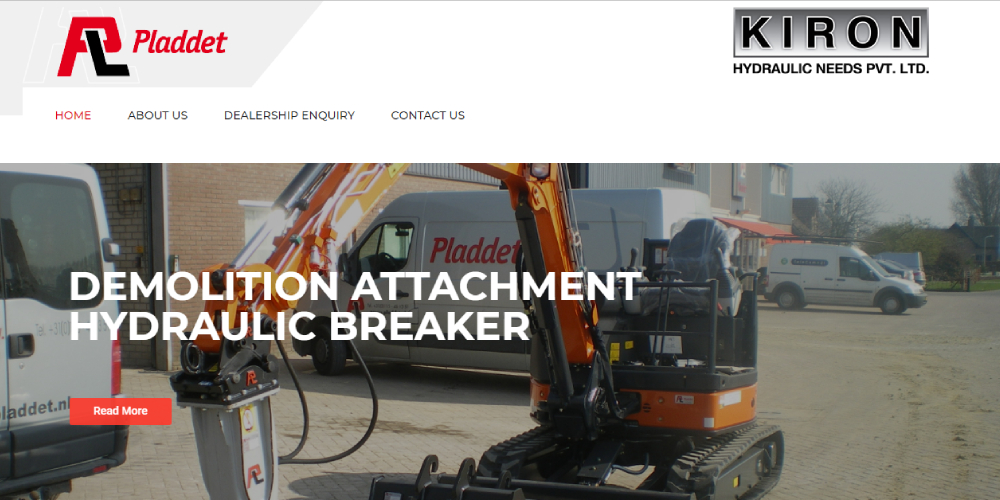 Pladdet
KIRON
HYDRAULIC NEEDS PVT. LTD.
HOME
ABOUT US
DEALERSHIP ENQUIRY
CONTACT US
Pladdet
DEMOLITION ATTACHMENT
HYDRAULIC BREAKER
laddet.nl
Read More